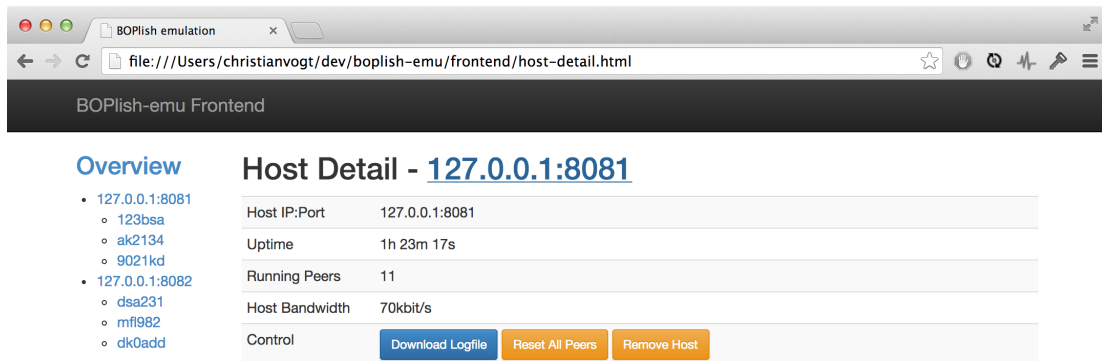 BOPlish emulation
file:///Users/christianvogt/dev/boplish-emu/frontend/host-detail.html
BOPlish-emu Frontend
Overview
127.0.0.1:8081
123bsa
ak2134
9021kd
127.0.0.1:8082
dsa231
mfl982
dk0add
Host Detail - 127.0.0.1:8081
Host IP:Port 127.0.0.1:8081
Uptime 1h 23m 17s
Running Peers 11
Host Bandwidth 70kbit/s
Control Download Logfile Reset All Peers Remove Host